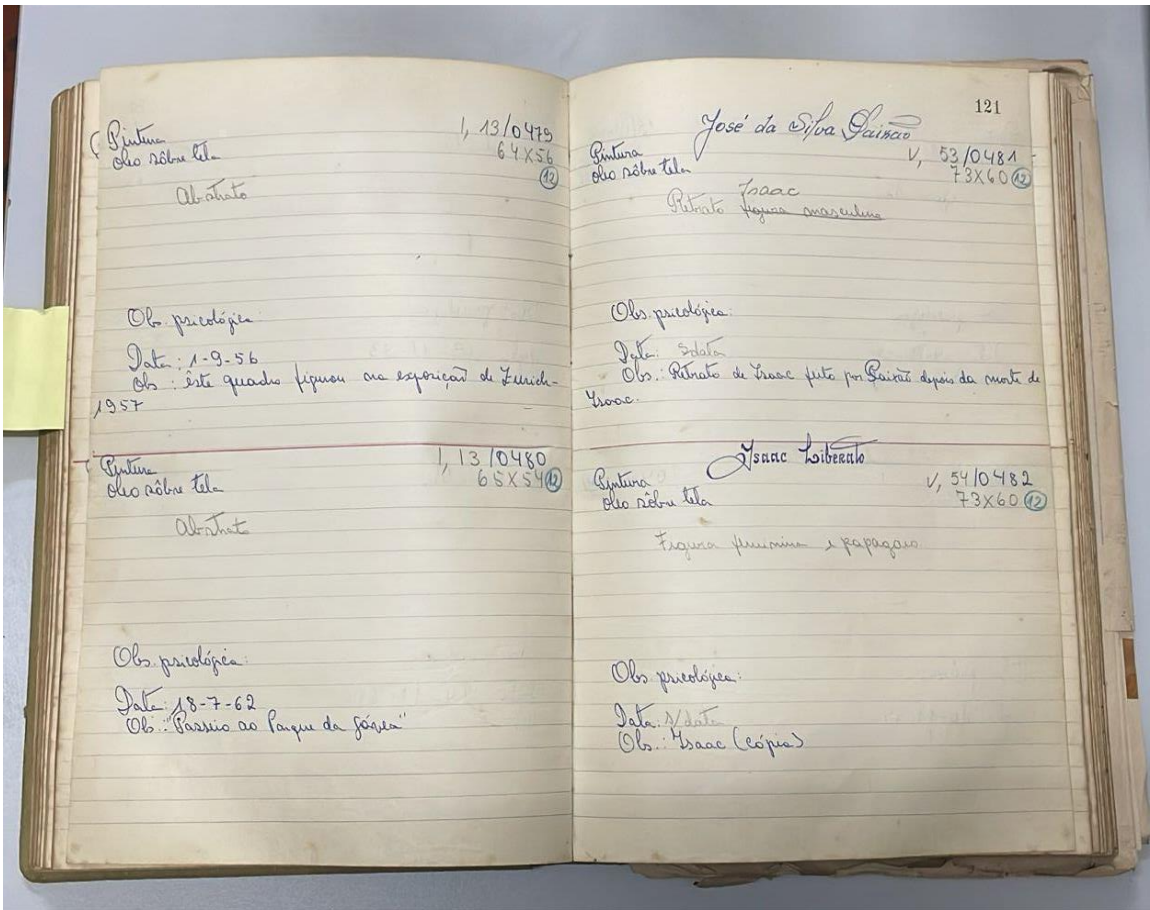 Pintura 1, 13/0479
óleo sôbre tela 64X56
12
Abstrato
Obs. psicológica
Data: 1-9-56
Obs: êste quadro figurou na exposição de Zurich-
1957
Pintura 1, 13/0480
óleo sôbre tela 65X54 12
Abstrato
Obs. psicológica:
Data: 18-7-62
Obs.: "Passeio ao Parque da Gávea"
121
José da Silva Paixão
Pintura V, 53/0481
óleo sôbre tela 73X60 12
Isaac
Retrato figura masculina
Obs. psicológica:
Data: S data
Obs.: Retrato de Isaac feito por Paixão depois da morte de
Isaac.
Isaac Liberato
Pintura V, 54/0482
óleo sôbre tela 73X60 12
Figura feminina e papagaio
Obs. psicológica:
Data: s/data
Obs.: Isaac (cópia)